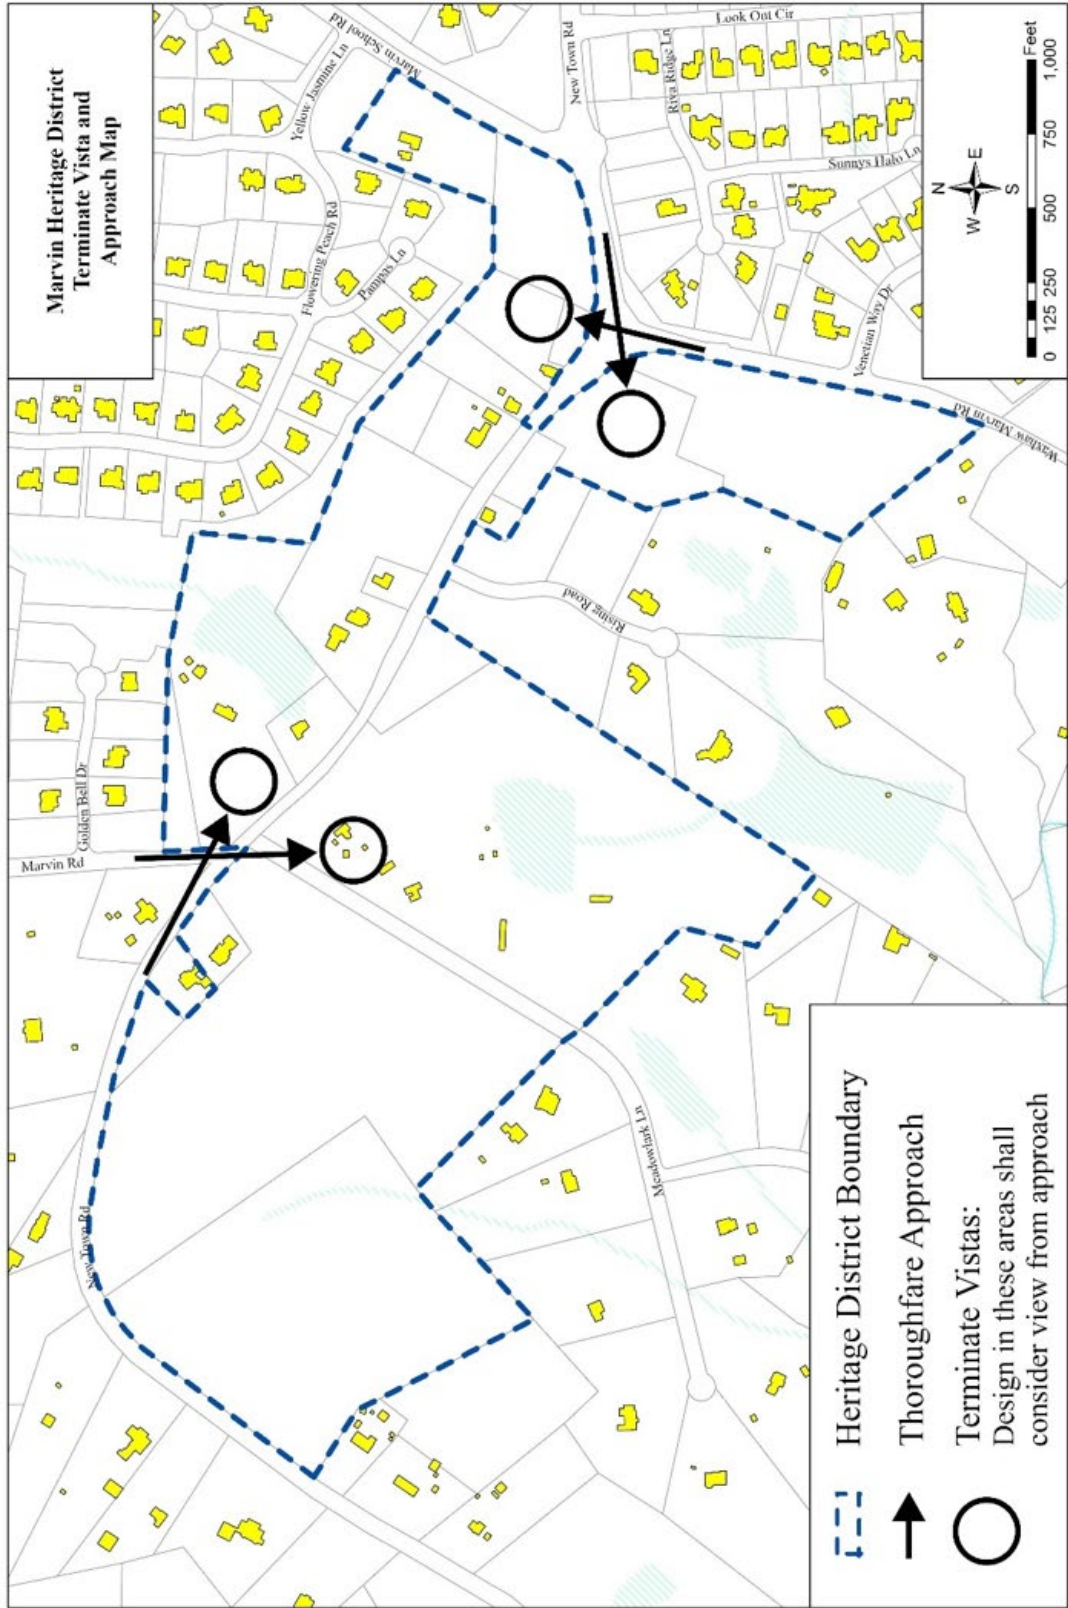 Marvin Heritage District
Terminate Vista and
Approach Map
Marvin School Rd
Yellow Jasmine Ln
Flowering Peach Rd
Pampas Ln
New Town Rd
Look Out Cir
Riva Ridge Ln
Sunnys Halo Ln
Venetian Way Dr
Waxhaw Marvin Rd
Rising Road
Golden Bell Dr
Marvin Rd
New Town Rd
Meadowlark Ln
N
W
E
S
0 125 250 500 750 1,000
Feet
Heritage District Boundary
Thoroughfare Approach
Terminate Vistas:
Design in these areas shall
consider view from approach